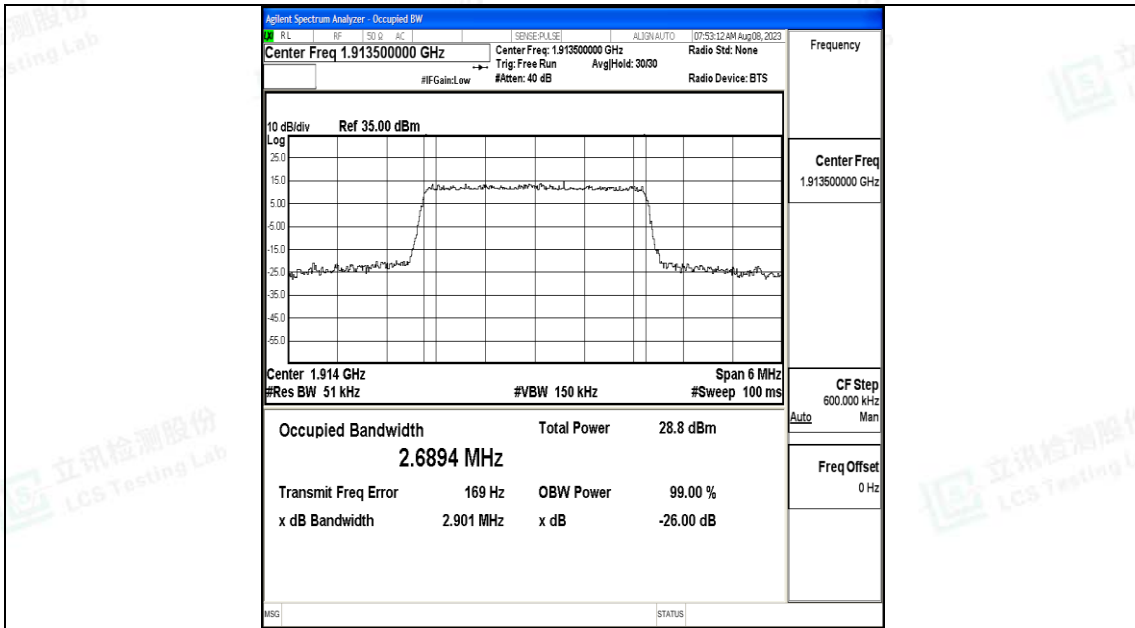 Agilent Spectrum Analyzer - Occupied BW
RL RF 50 Ω AC SENSE:PULSE ALIGN AUTO 07:53:12 AM Aug 08, 2023
Center Freq 1.913500000 GHz
Center Freq: 1.913500000 GHz
Radio Std: None
Trig: Free Run Avg|Hold: 30/30
#IFGain:Low #Atten: 40 dB Radio Device: BTS
Frequency
10 dB/div Ref 35.00 dBm
Log
25.0
15.0
5.00
-5.00
-15.0
-25.0
-35.0
-45.0
-55.0
Center 1.914 GHz Span 6 MHz
#Res BW 51 kHz #VBW 150 kHz #Sweep 100 ms
Center Freq
1.913500000 GHz
CF Step
600.000 kHz
Auto Man
Freq Offset
0 Hz
Occupied Bandwidth Total Power 28.8 dBm
2.6894 MHz
Transmit Freq Error 169 Hz OBW Power 99.00 %
x dB Bandwidth 2.901 MHz x dB -26.00 dB
MSG STATUS
立讯检测股份
LCS Testing Lab
立讯检测股份
LCS Testing L